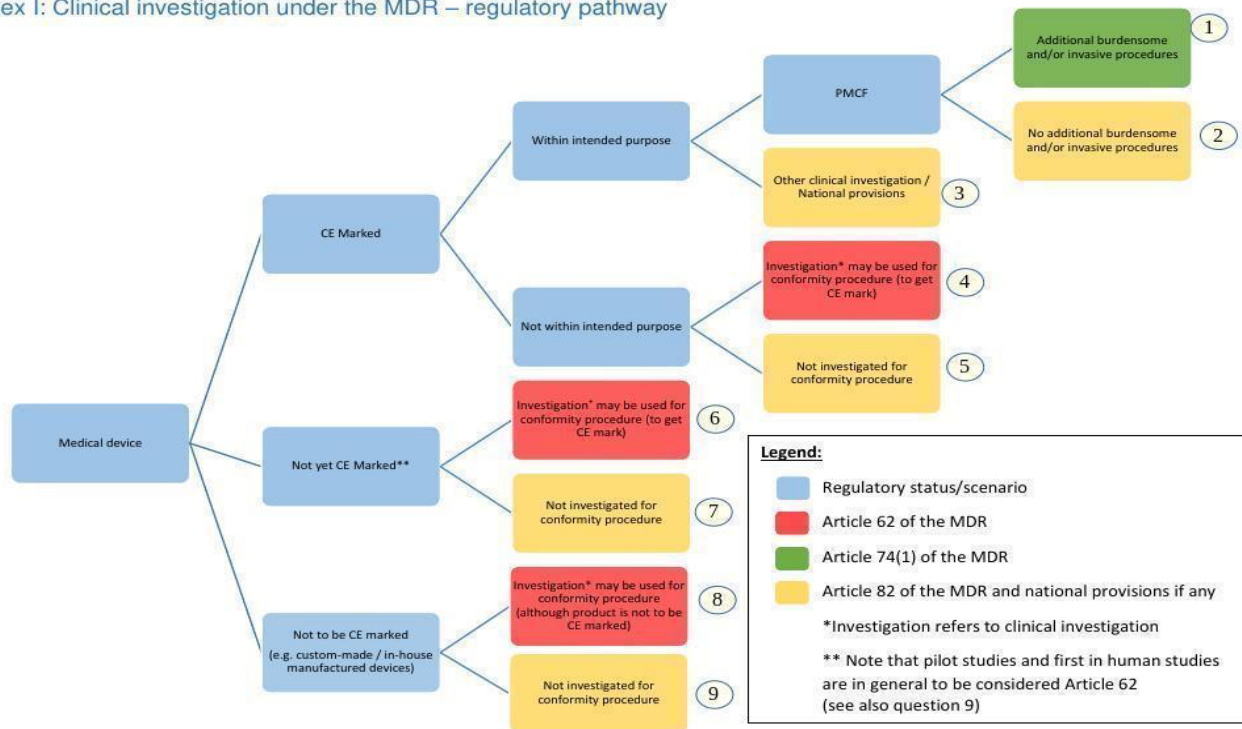 ex I: Clinical investigation under the MDR – regulatory pathway
Medical device
CE Marked
Not yet CE Marked**
Not to be CE marked
(e.g. custom-made / in-house
manufactured devices)
Within intended purpose
Not within intended purpose
PMCF
Additional burdensome
and/or invasive procedures
1
No additional burdensome
and/or invasive procedures
2
Other clinical investigation /
National provisions
3
Investigation* may be used for
conformity procedure (to get
CE mark)
4
Not investigated for
conformity procedure
5
Investigation* may be used for
conformity procedure (to get
CE mark)
6
Not investigated for
conformity procedure
7
Investigation* may be used for
conformity procedure
(although product is not to be
CE marked)
8
Not investigated for
conformity procedure
9
Legend:
Regulatory status/scenario
Article 62 of the MDR
Article 74(1) of the MDR
Article 82 of the MDR and national provisions if any
*Investigation refers to clinical investigation
** Note that pilot studies and first in human studies
are in general to be considered Article 62
(see also question 9)